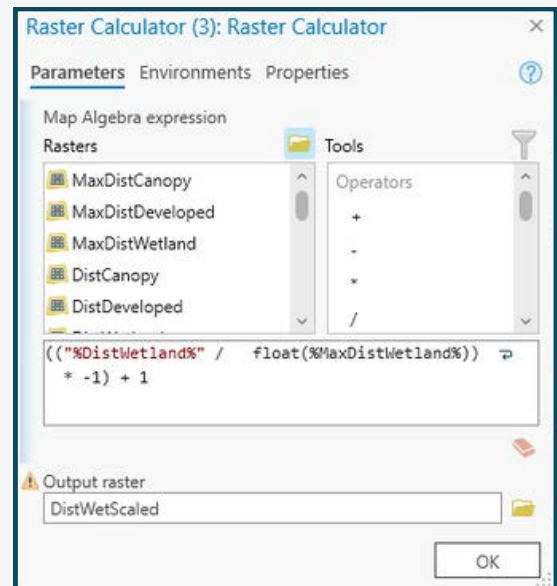 Raster Calculator (3): Raster Calculator
Parameters Environments Properties
Map Algebra expression
Rasters Tools
MaxDistCanopy
MaxDistDeveloped
MaxDistWetland
DistCanopy
DistDeveloped
Operators
+
-
*
/
(("%DistWetland%" / float(%MaxDistWetland%))
* -1) + 1
Output raster
DistWetScaled
OK